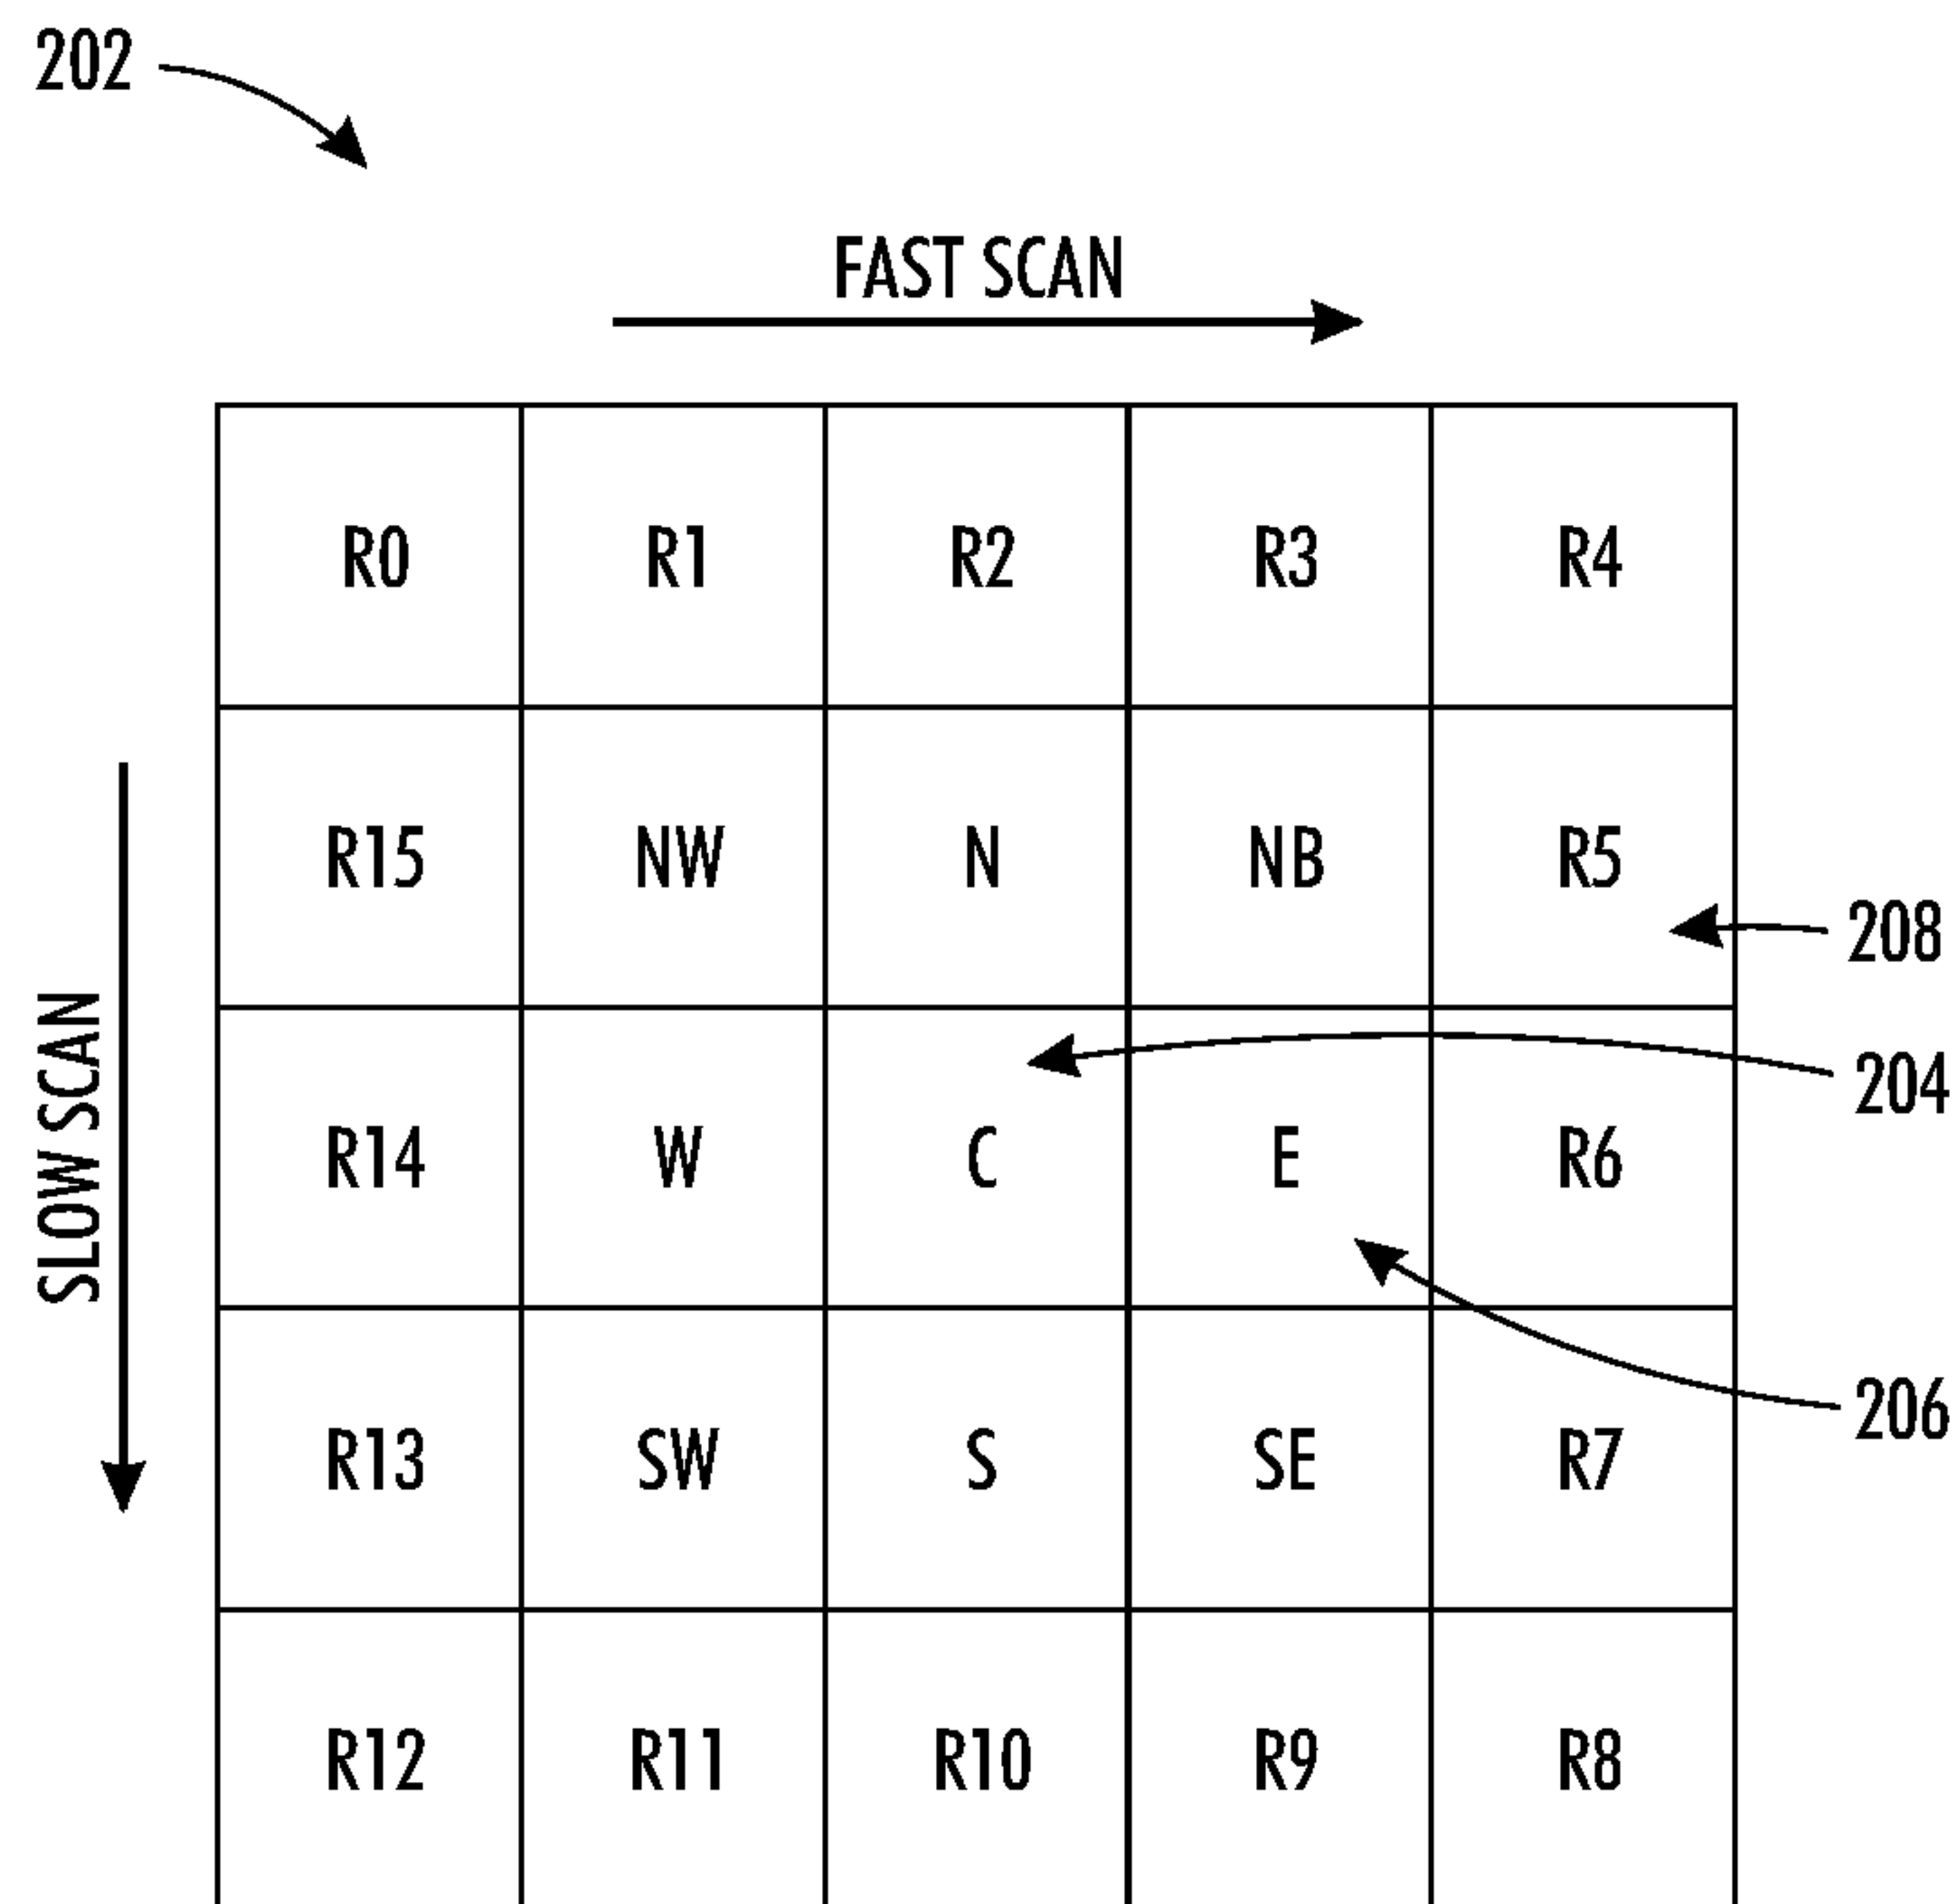 202
FAST SCAN
R0 R1 R2 R3 R4
R15 NW N NB R5
208
SLOW SCAN
204
R14 W C E R6
206
R13 SW S SE R7
R12 R11 R10 R9 R8